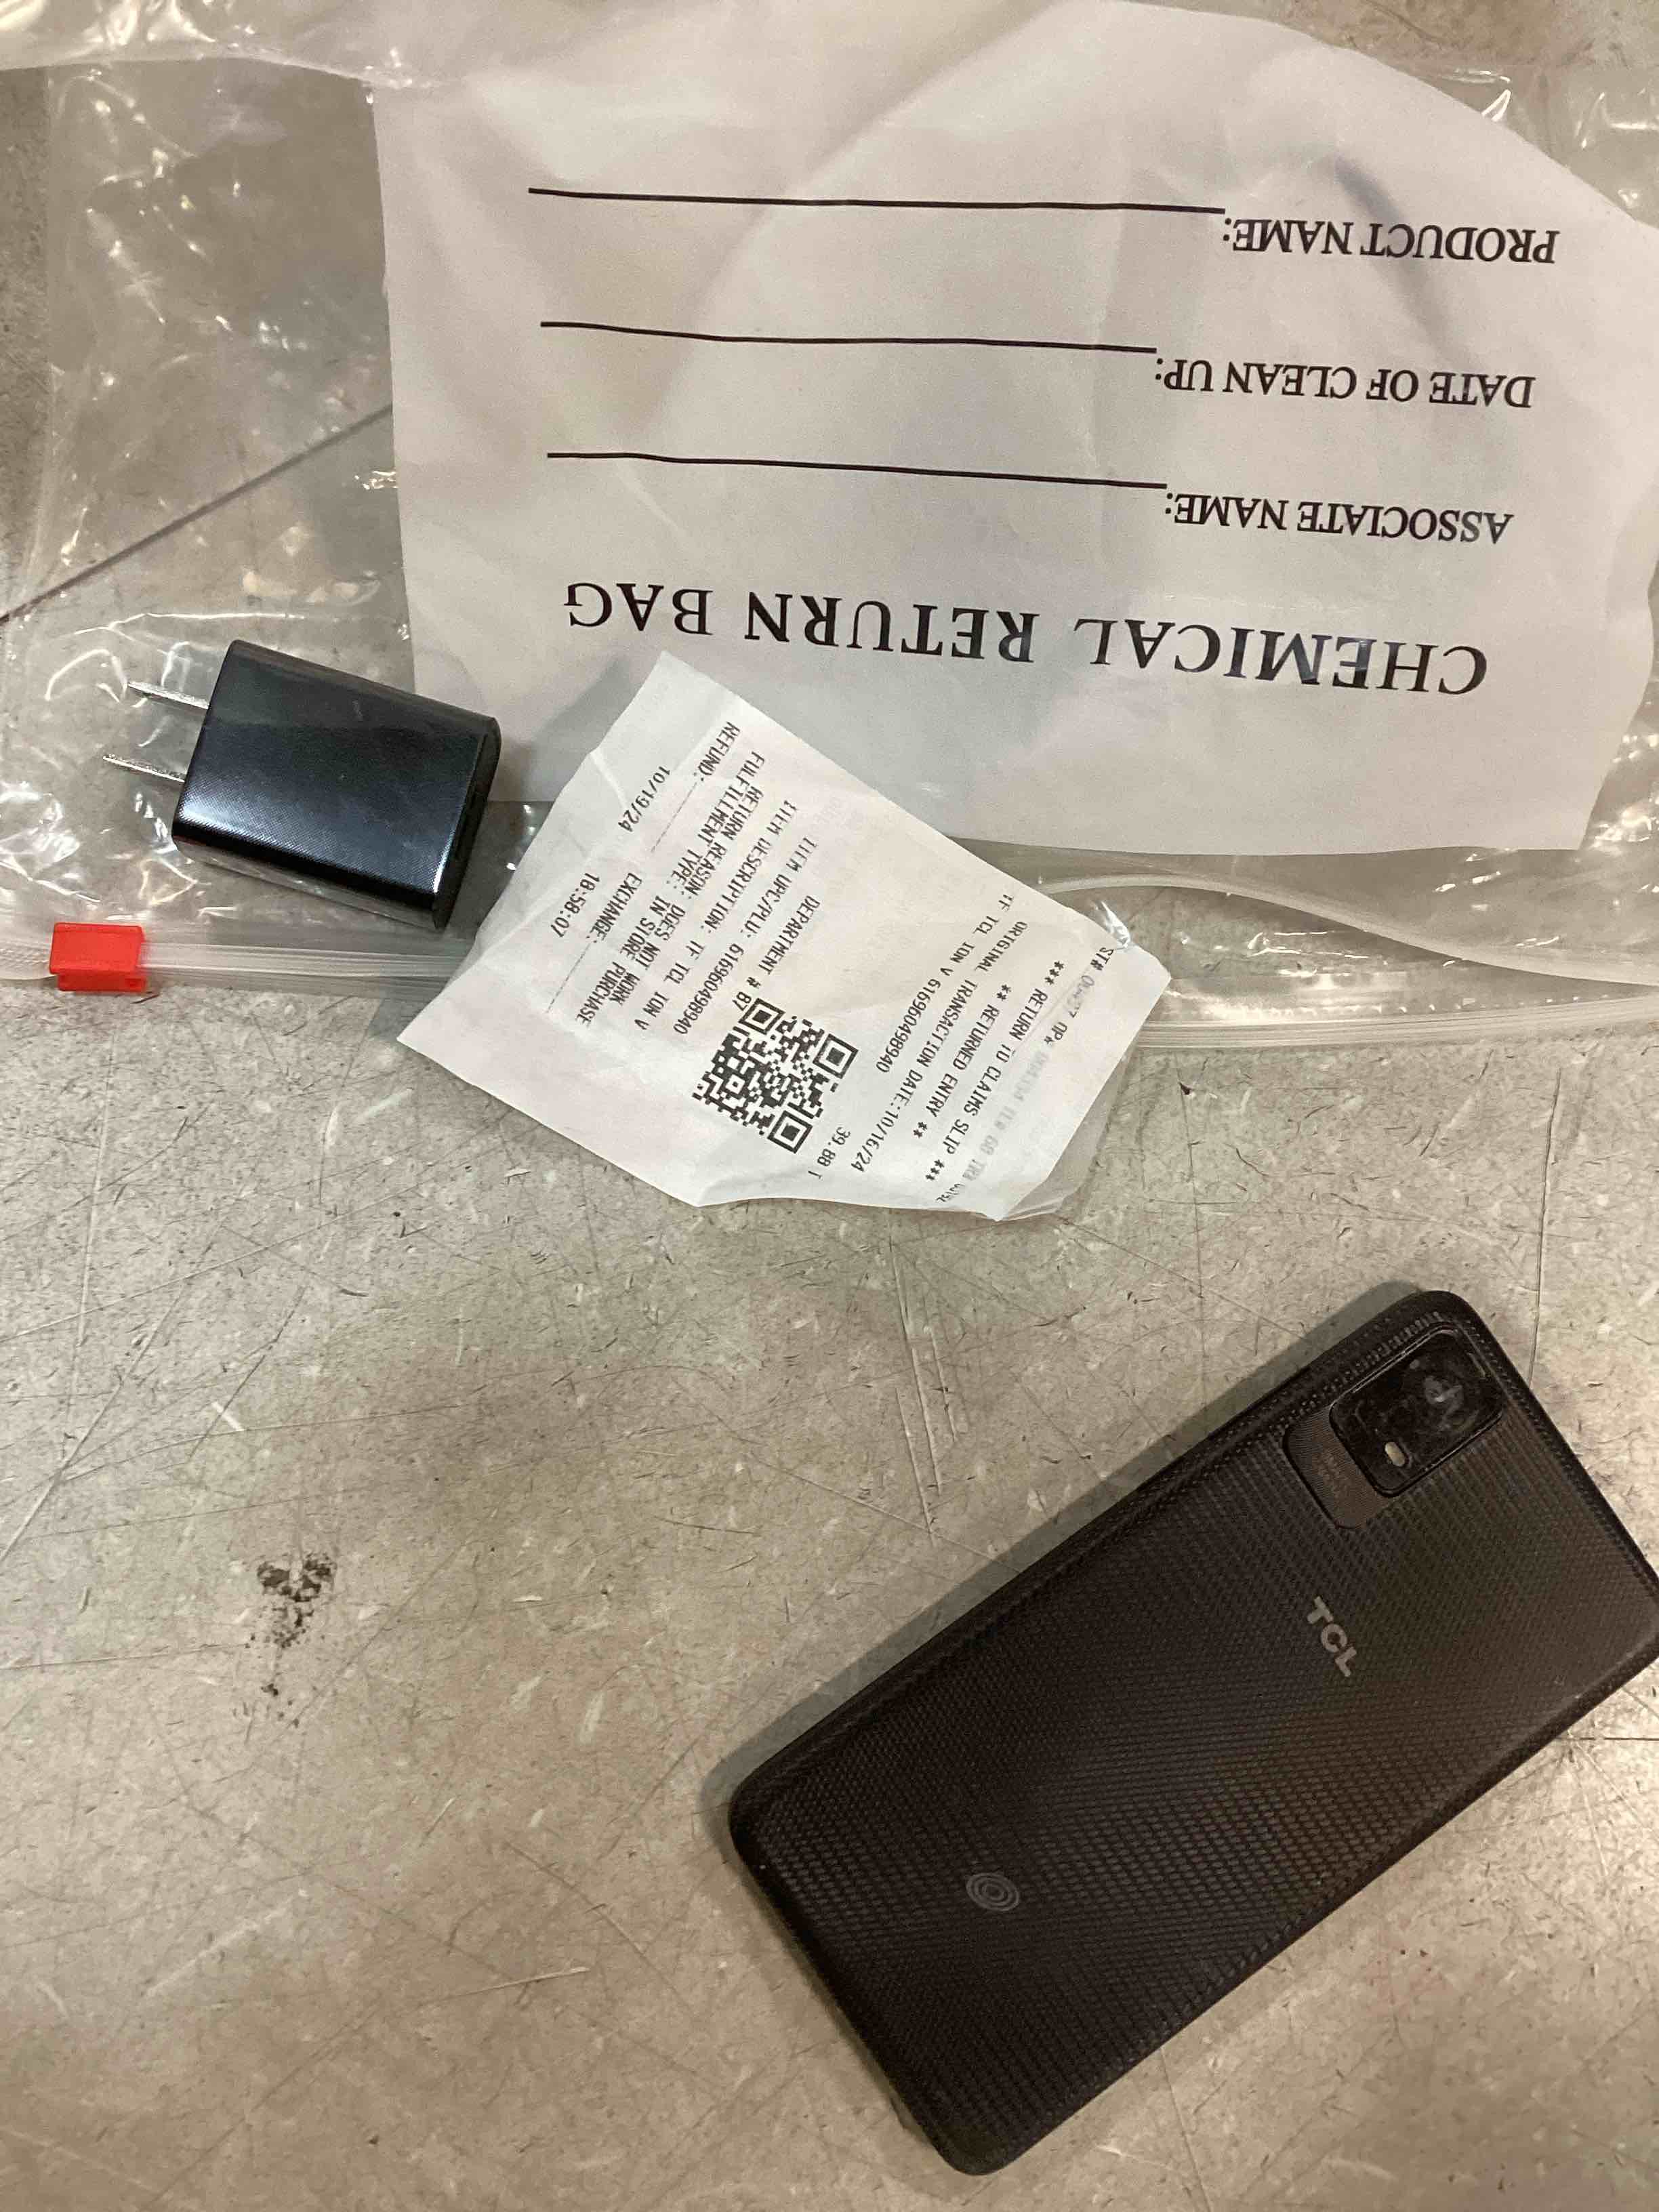 CHEMICAL RETURN BAG
ASSOCIATE NAME:
DATE OF CLEAN UP:
PRODUCT NAME:
*** RETURN TO CLAIMS SLIP ***
** RETURNED ENTRY **
ORIGINAL TRANSACTION DATE:10/16/24
TF TCL ION V 616960498940
39.88 T
DEPARTMENT # 87
ITEM UPC/PLU: 616960498940
ITEM DESCRIPTION: TF TCL ION V
RETURN REASON: DOES NOT WORK
FULFILLMENT TYPE: IN STORE PURCHASE
REFUND: EXCHANGE:
10/19/24 18:58:07
TCL